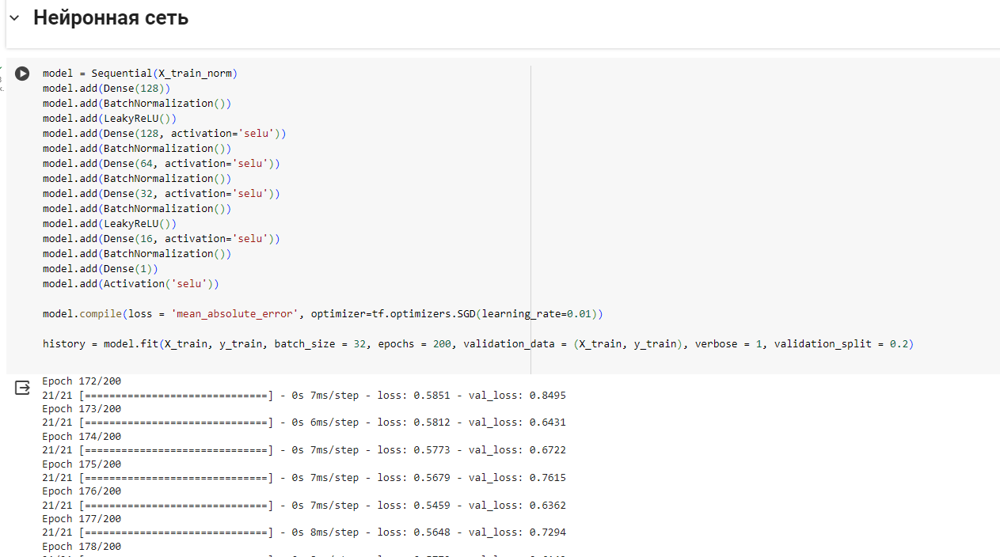 Нейронная сеть
model = Sequential(X_train_norm)
model.add(Dense(128))
model.add(BatchNormalization())
model.add(LeakyReLU())
model.add(Dense(128, activation='selu'))
model.add(BatchNormalization())
model.add(Dense(64, activation='selu'))
model.add(BatchNormalization())
model.add(Dense(32, activation='selu'))
model.add(BatchNormalization())
model.add(LeakyReLU())
model.add(Dense(16, activation='selu'))
model.add(BatchNormalization())
model.add(Dense(1))
model.add(Activation('selu'))
model.compile(loss = 'mean_absolute_error', optimizer=tf.optimizers.SGD(learning_rate=0.01))
history = model.fit(X_train, y_train, batch_size = 32, epochs = 200, validation_data = (X_train, y_train), verbose = 1, validation_split = 0.2)
Epoch 172/200
21/21 [==============================] - 0s 7ms/step - loss: 0.5851 - val_loss: 0.8495
Epoch 173/200
21/21 [==============================] - 0s 6ms/step - loss: 0.5812 - val_loss: 0.6431
Epoch 174/200
21/21 [==============================] - 0s 7ms/step - loss: 0.5773 - val_loss: 0.6722
Epoch 175/200
21/21 [==============================] - 0s 7ms/step - loss: 0.5679 - val_loss: 0.7615
Epoch 176/200
21/21 [==============================] - 0s 7ms/step - loss: 0.5459 - val_loss: 0.6362
Epoch 177/200
21/21 [==============================] - 0s 8ms/step - loss: 0.5648 - val_loss: 0.7294
Epoch 178/200